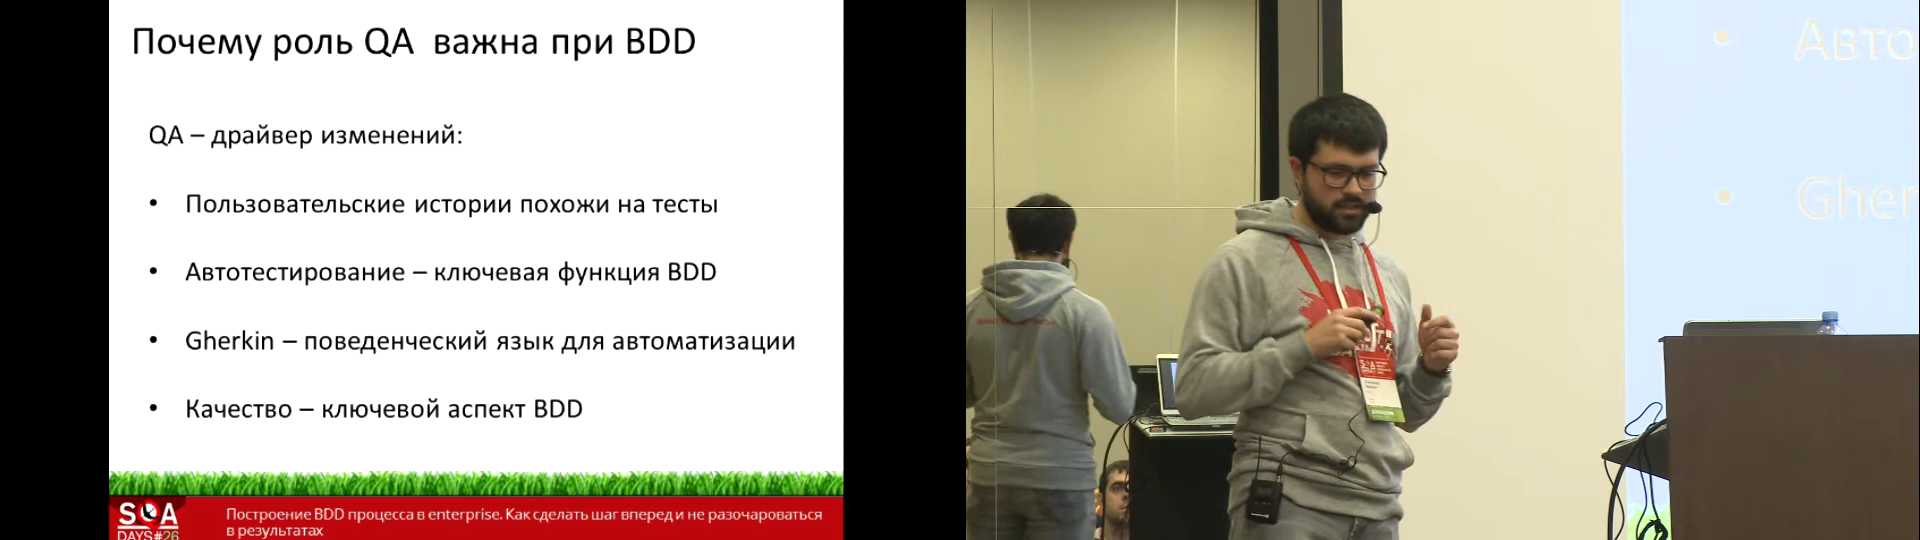 Почему роль QA важна при BDD
QA – драйвер изменений:
• Пользовательские истории похожи на тесты
• Автотестирование – ключевая функция BDD
• Gherkin – поведенческий язык для автоматизации
• Качество – ключевой аспект BDD
SQA
DAYS#26
Построение BDD процесса в enterprise. Как сделать шаг вперед и не разочароваться
в результатах
• Авто
• Gher
SQA